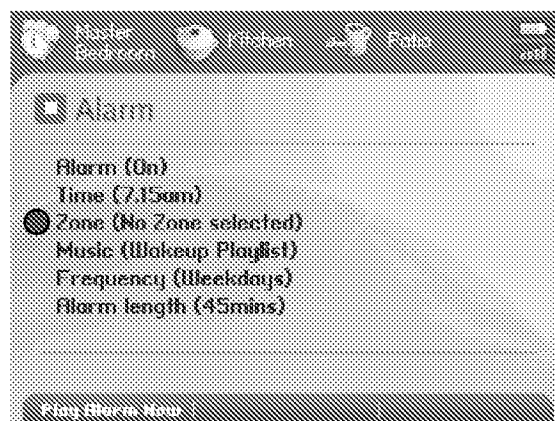 Master Bedroom
Kitchen
Patio
Alarm
Alarm (On)
Time (7.15am)
Zone (No Zone selected)
Music (Wakeup Playlist)
Frequency (Weekdays)
Alarm length (45mins)
Play Alarm Now